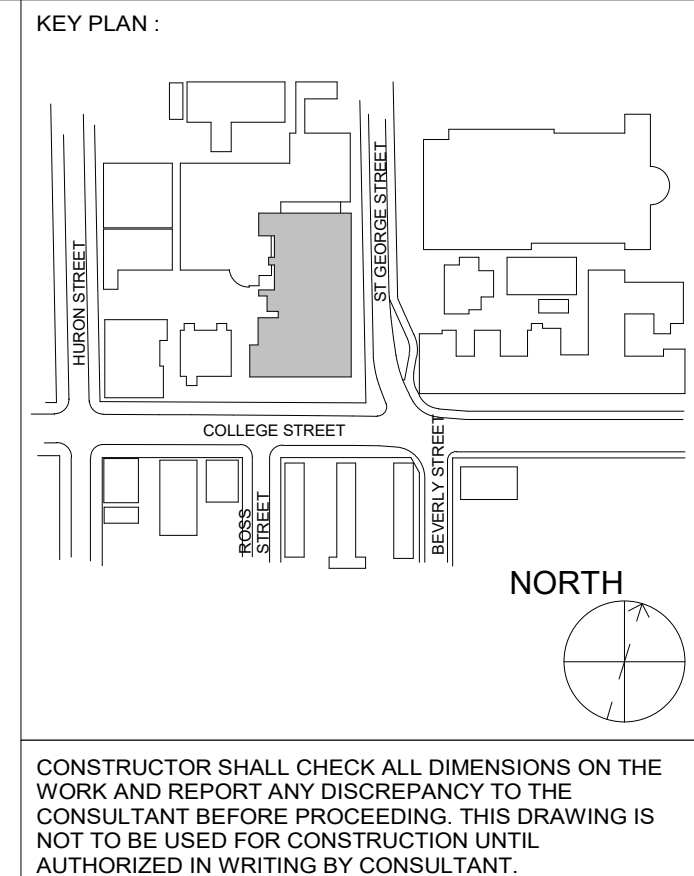 KEY PLAN :
ST GEORGE STREET
HURON STREET
COLLEGE STREET
BEVERLY STREET
ROSS
STREET
NORTH
CONSTRUCTOR SHALL CHECK ALL DIMENSIONS ON THE
WORK AND REPORT ANY DISCREPANCY TO THE
CONSULTANT BEFORE PROCEEDING. THIS DRAWING IS
NOT TO BE USED FOR CONSTRUCTION UNTIL
AUTHORIZED IN WRITING BY CONSULTANT.